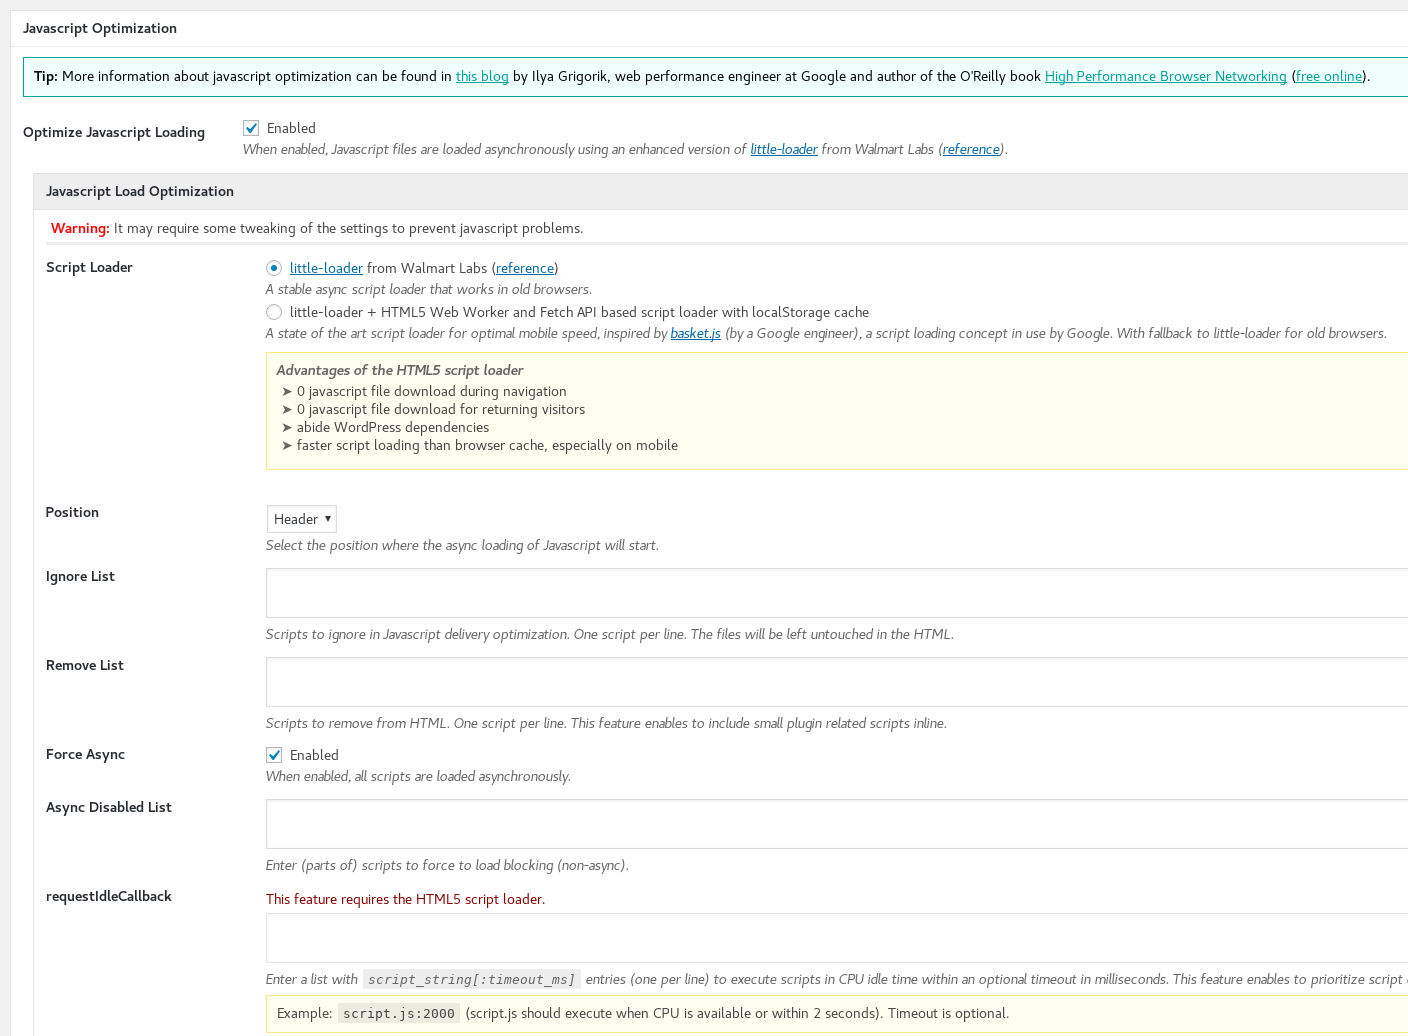 Javascript Optimization
Tip: More information about javascript optimization can be found in this blog by Ilya Grigorik, web performance engineer at Google and author of the O'Reilly book High Performance Browser Networking (free online).
Optimize Javascript Loading
Enabled
When enabled, Javascript files are loaded asynchronously using an enhanced version of little-loader from Walmart Labs (reference).
Javascript Load Optimization
Warning: It may require some tweaking of the settings to prevent javascript problems.
Script Loader
little-loader from Walmart Labs (reference)
A stable async script loader that works in old browsers.
little-loader + HTML5 Web Worker and Fetch API based script loader with localStorage cache
A state of the art script loader for optimal mobile speed, inspired by basket.js (by a Google engineer), a script loading concept in use by Google. With fallback to little-loader for old browsers.
Advantages of the HTML5 script loader
➤ 0 javascript file download during navigation
➤ 0 javascript file download for returning visitors
➤ abide WordPress dependencies
➤ faster script loading than browser cache, especially on mobile
Position
Header ▾
Select the position where the async loading of Javascript will start.
Ignore List
Scripts to ignore in Javascript delivery optimization. One script per line. The files will be left untouched in the HTML.
Remove List
Scripts to remove from HTML. One script per line. This feature enables to include small plugin related scripts inline.
Force Async
Enabled
When enabled, all scripts are loaded asynchronously.
Async Disabled List
Enter (parts of) scripts to force to load blocking (non-async).
requestIdleCallback
This feature requires the HTML5 script loader.
Enter a list with script_string[:timeout_ms] entries (one per line) to execute scripts in CPU idle time within an optional timeout in milliseconds. This feature enables to prioritize script
Example: script.js:2000 (script.js should execute when CPU is available or within 2 seconds). Timeout is optional.